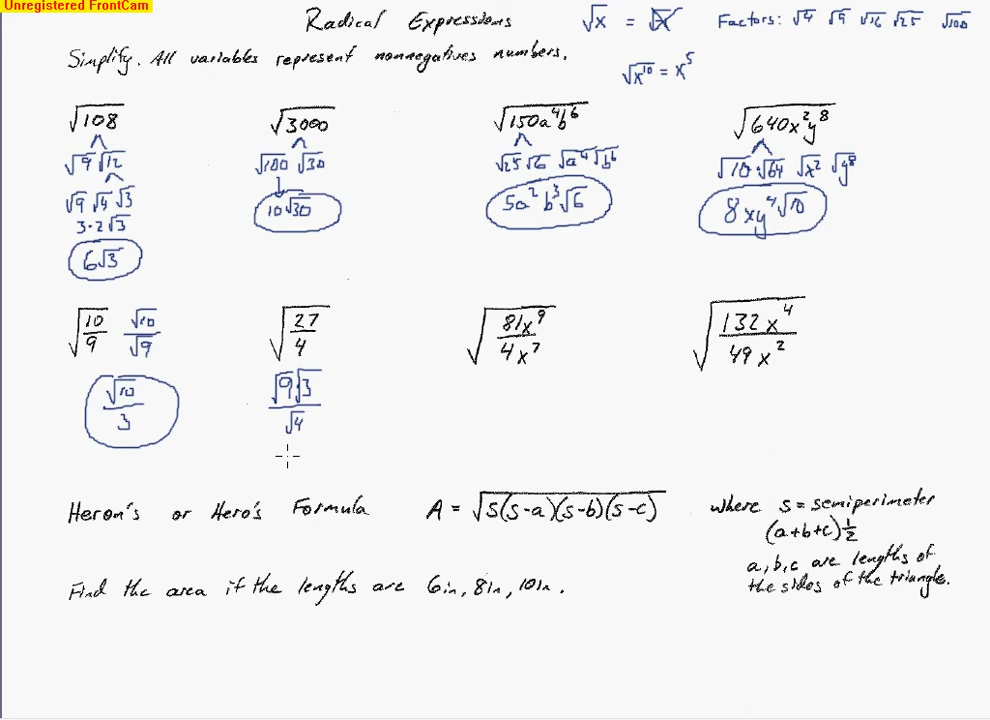 Unregistered FrontCam
Radical Expressions √x = √x Factors: √4 √9 √16 √25 √100
Simplify. All variables represent nonnegatives numbers.
√x¹⁰ = x⁵
√108 √3000 √150a⁴b⁶ √640x²y⁸
√9 √12 √100 √30 √25 √6 √a⁴ √b⁶ √10 · √64 √x² √y⁸
√9 √4 √3 10√30 5a² b³√6 8xy⁴√10
3·2√3
6√3
√10/9 √10/√9 √27/4 √81x⁹/4x⁷ √132x⁴/49x²
√10/3 √9√3/√4
Heron's or Hero's Formula A = √s(s-a)(s-b)(s-c) where s = semiperimeter
(a+b+c)½
a, b, c are lengths of
the sides of the triangle.
Find the area if the lengths are 6in, 8in, 10in.